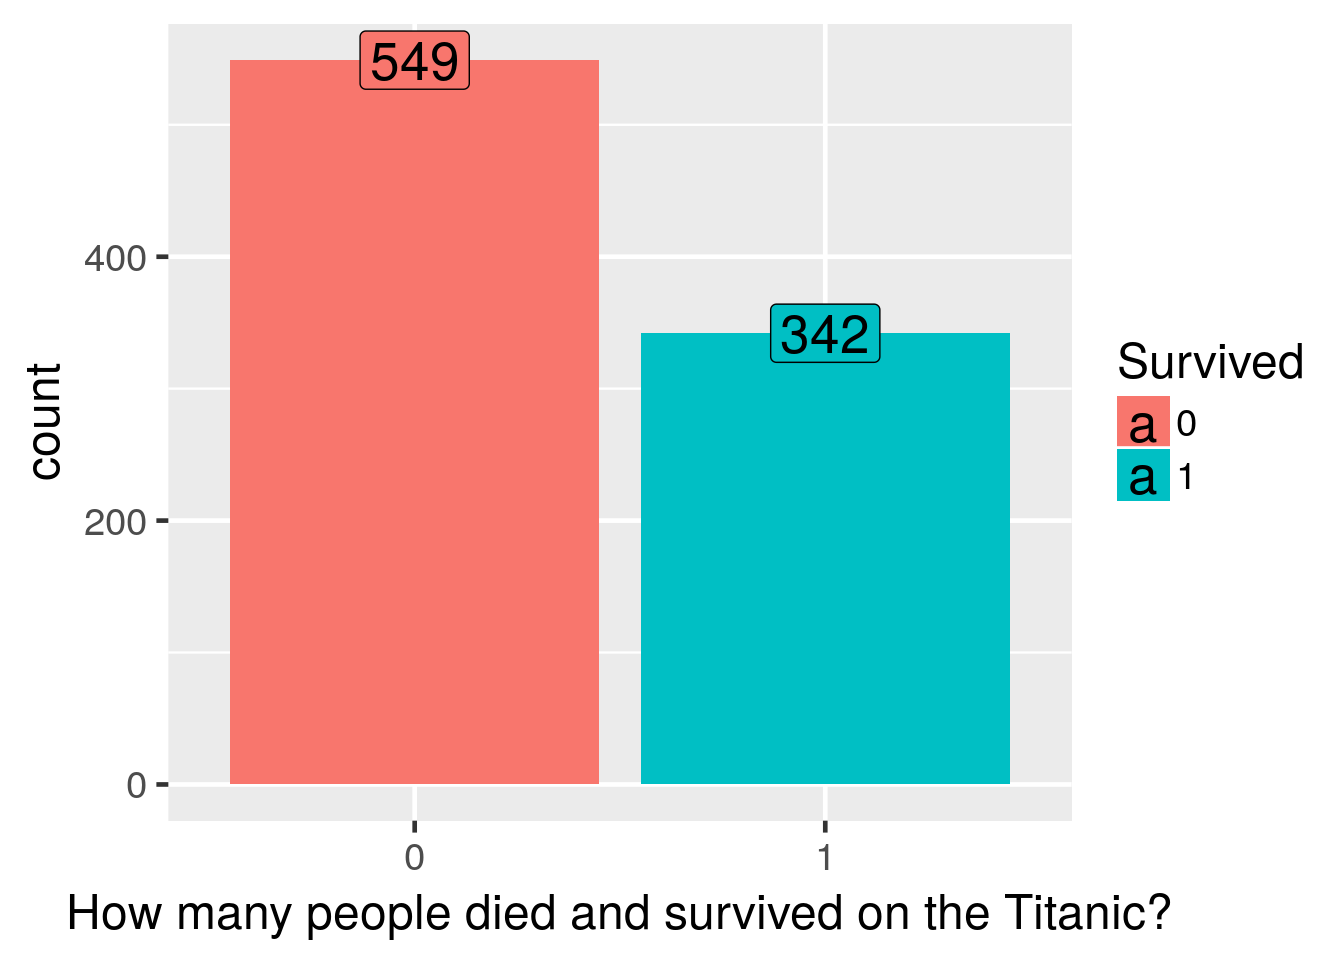 549
342
400
200
0
count
0 1
How many people died and survived on the Titanic?
Survived
a 0
a 1